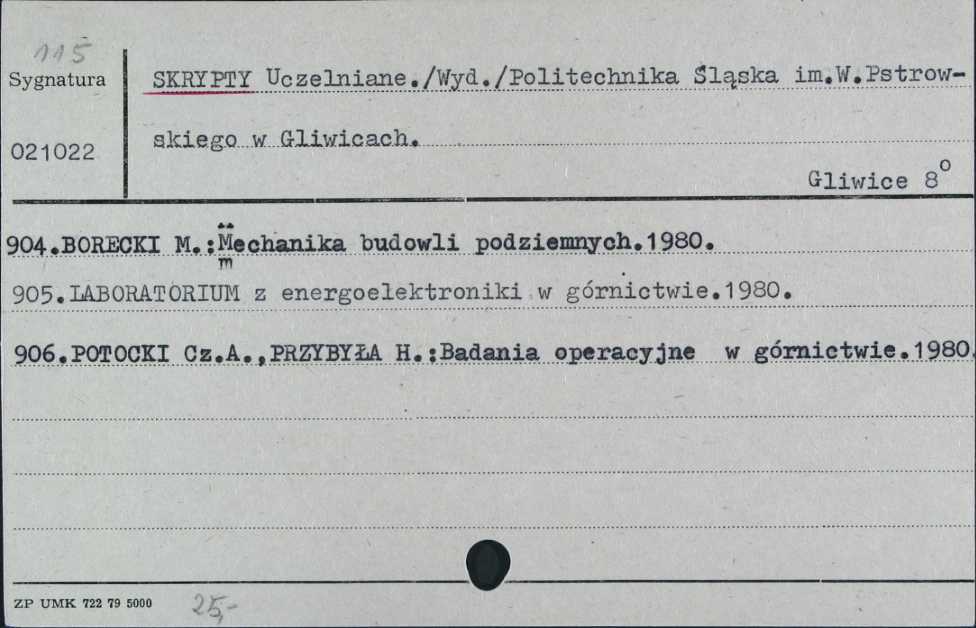 115
Sygnatura
SKRYPTY Uczelniane./Wyd./Politechnika Śląska im.W.Pstrow-
021022
skiego w Gliwicach.
Gliwice 8°
904.BORECKI M.:Mechanika budowli podziemnych.1980.
m
905.LABORATORIUM z energoelektroniki w górnictwie.1980.
906.POTOCKI Cz.A.,PRZYBYŁA H.:Badania operacyjne w górnictwie.1980.
ZP UMK 722 79 5000
25,-